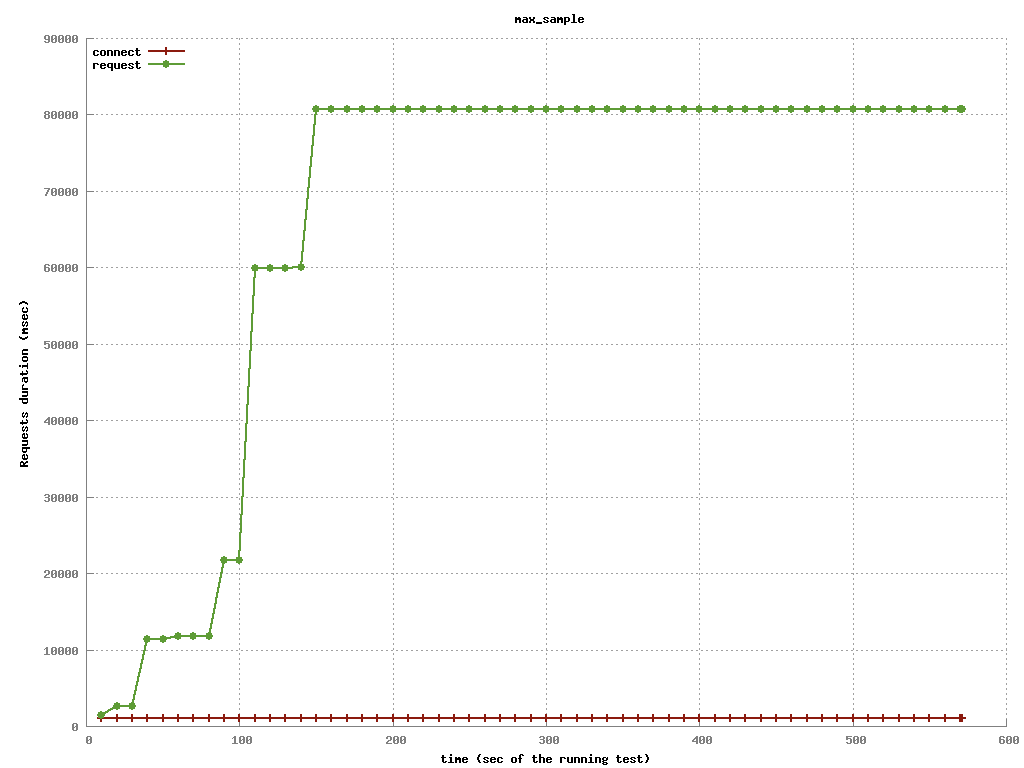 max_sample
90000
80000
70000
60000
50000
40000
30000
20000
10000
0
connect
request
Requests duration (msec)
0 100 200 300 400 500 600
time (sec of the running test)